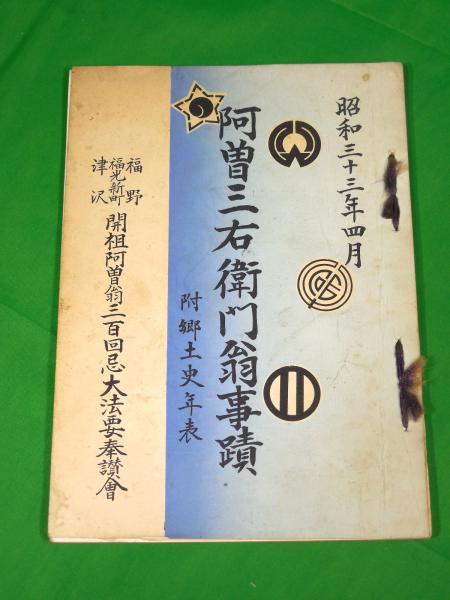 昭和三十三年四月
阿曽三右衛門翁事蹟
附郷土史年表
福野
福光新町
津沢
開祖阿曽翁三百回忌大法要奉讃會